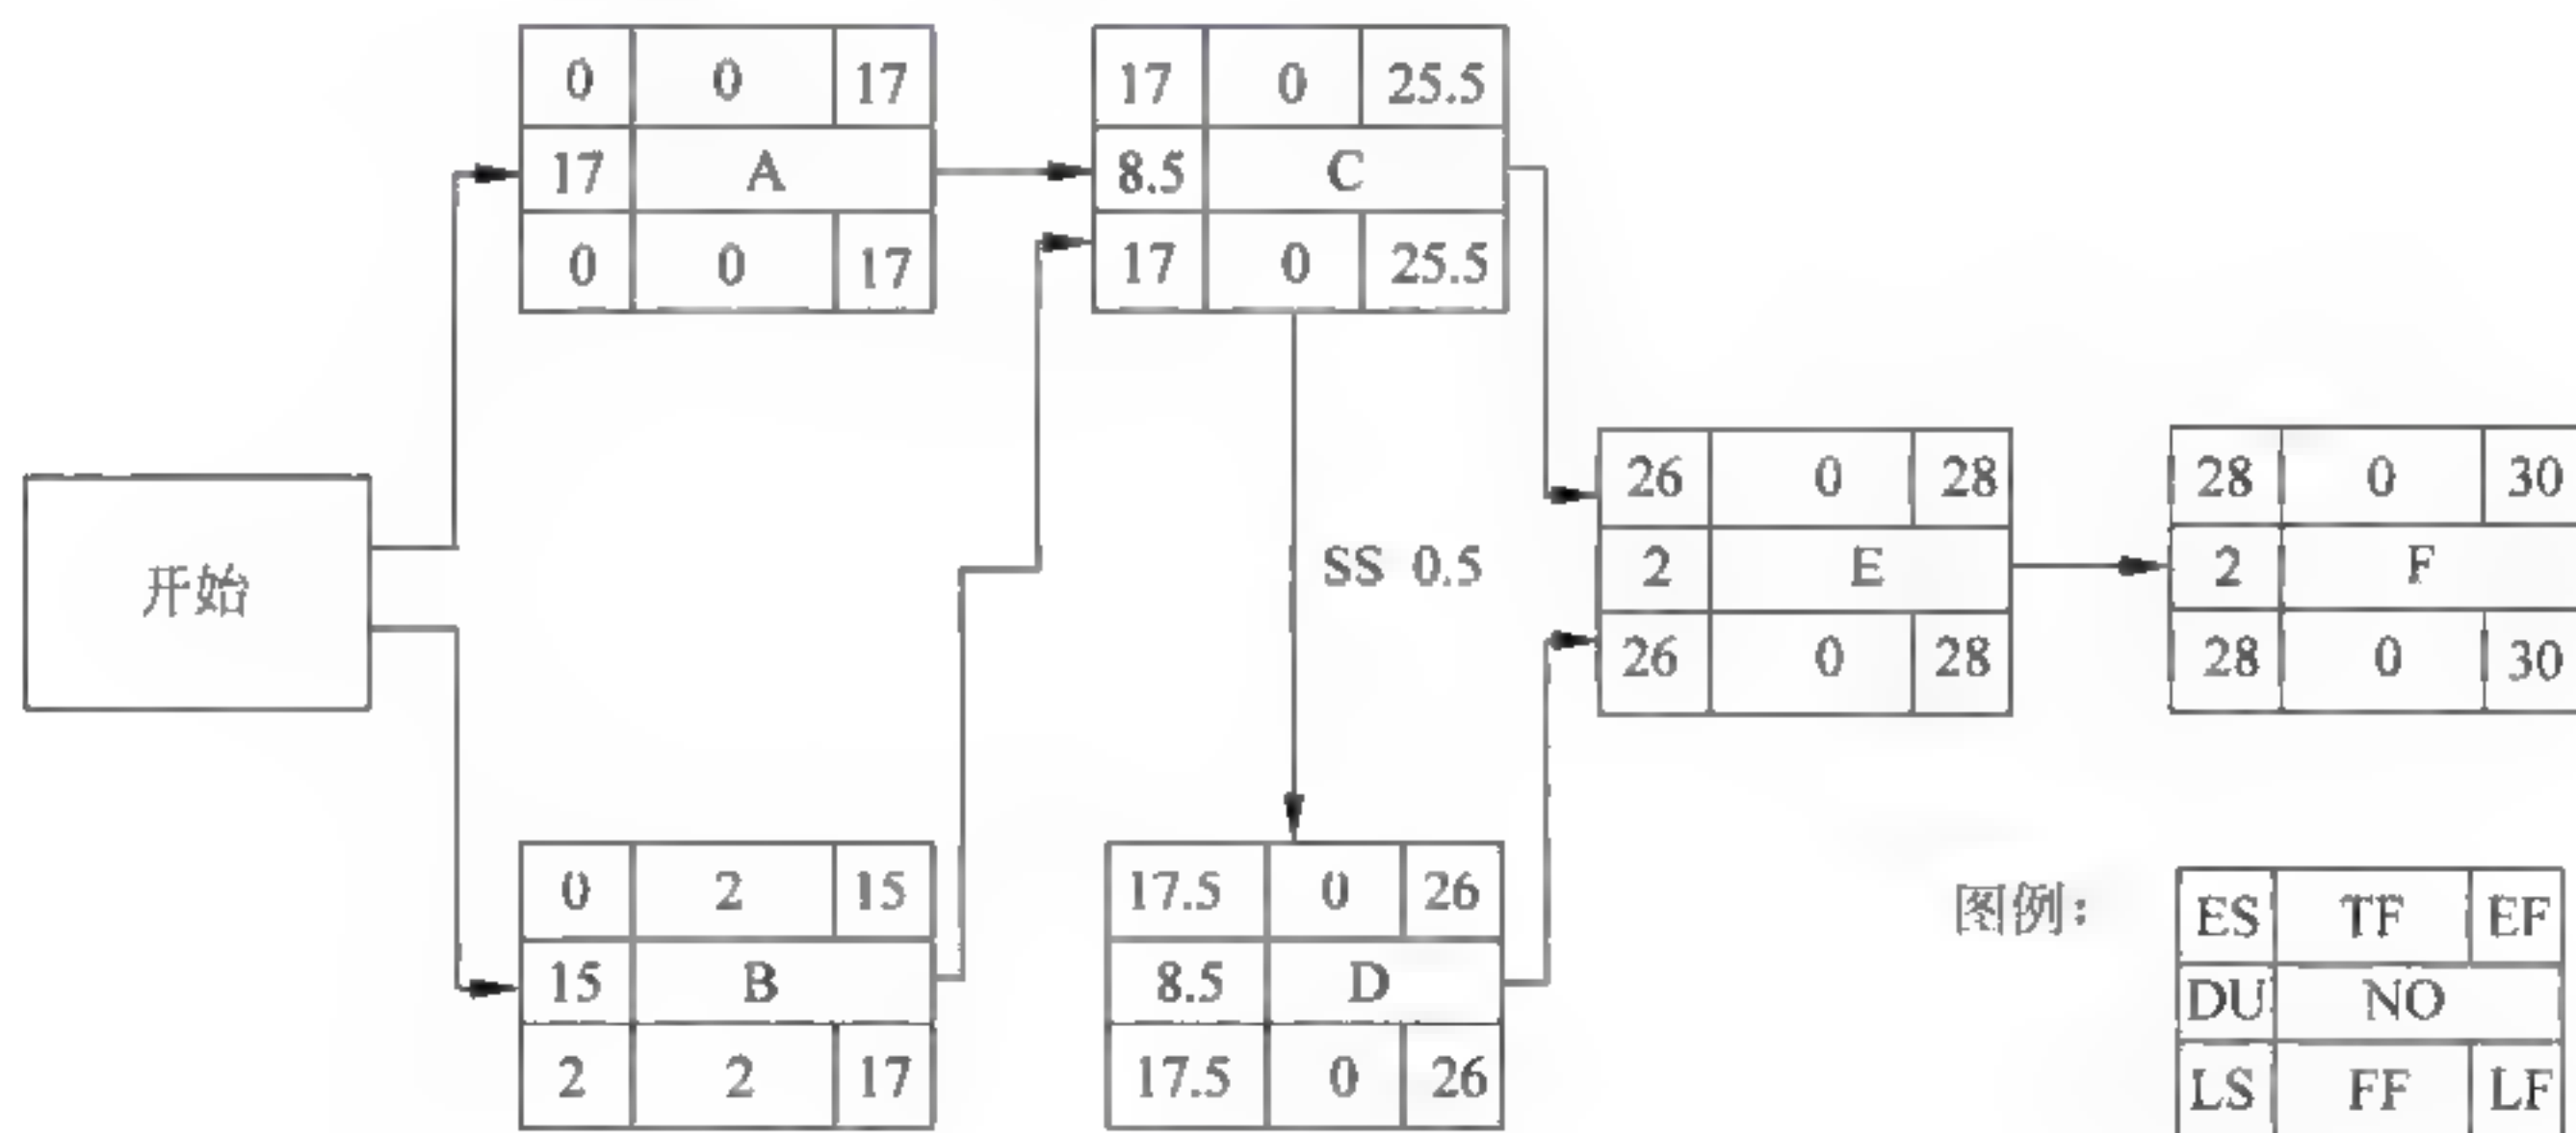 0 0 17
17 A
0 0 17
17 0 25.5
8.5 C
17 0 25.5
开始
SS 0.5
26 0 28
2 E
26 0 28
28 0 30
2 F
28 0 30
0 2 15
15 B
2 2 17
17.5 0 26
8.5 D
17.5 0 26
图例：
ES TF EF
DU NO
LS FF LF